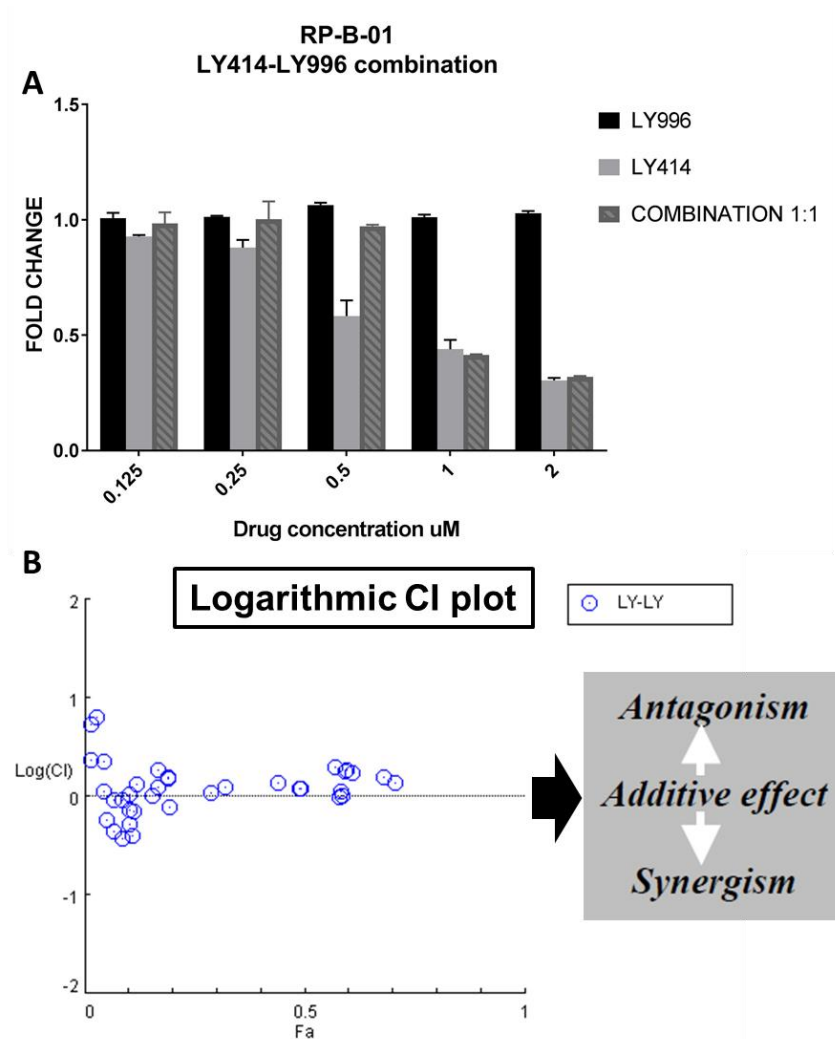 RP-B-01
LY414-LY996 combination
A
1.5
1.0
0.5
0.0
FOLD CHANGE
LY996
LY414
COMBINATION 1:1
0.125
0.25
0.5
1
2
Drug concentration uM
B
Logarithmic CI plot
LY-LY
2
1
Log(CI)
0
-1
-2
0
0.5
1
Fa
Antagonism
Additive effect
Synergism